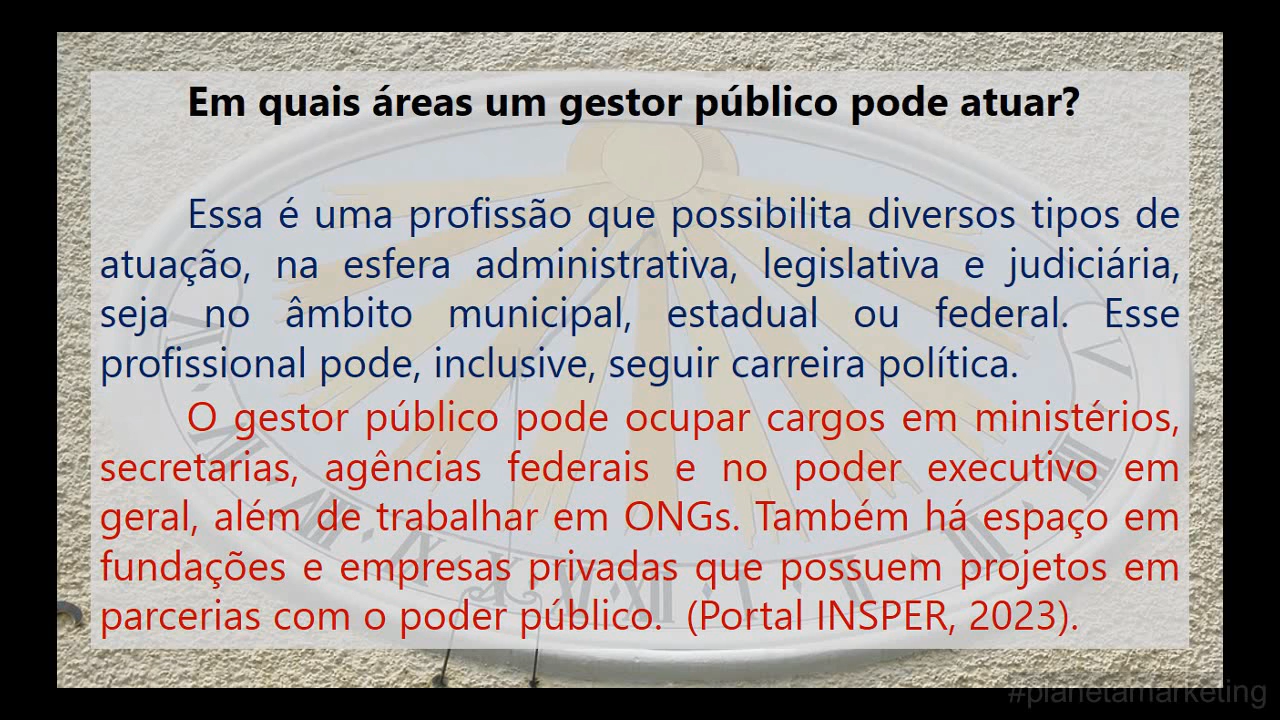 Em quais áreas um gestor público pode atuar?
Essa é uma profissão que possibilita diversos tipos de
atuação, na esfera administrativa, legislativa e judiciária,
seja no âmbito municipal, estadual ou federal. Esse
profissional pode, inclusive, seguir carreira política.
O gestor público pode ocupar cargos em ministérios,
secretarias, agências federais e no poder executivo em
geral, além de trabalhar em ONGs. Também há espaço em
fundações e empresas privadas que possuem projetos em
parcerias com o poder público. (Portal INSPER, 2023).
#planetamarketing